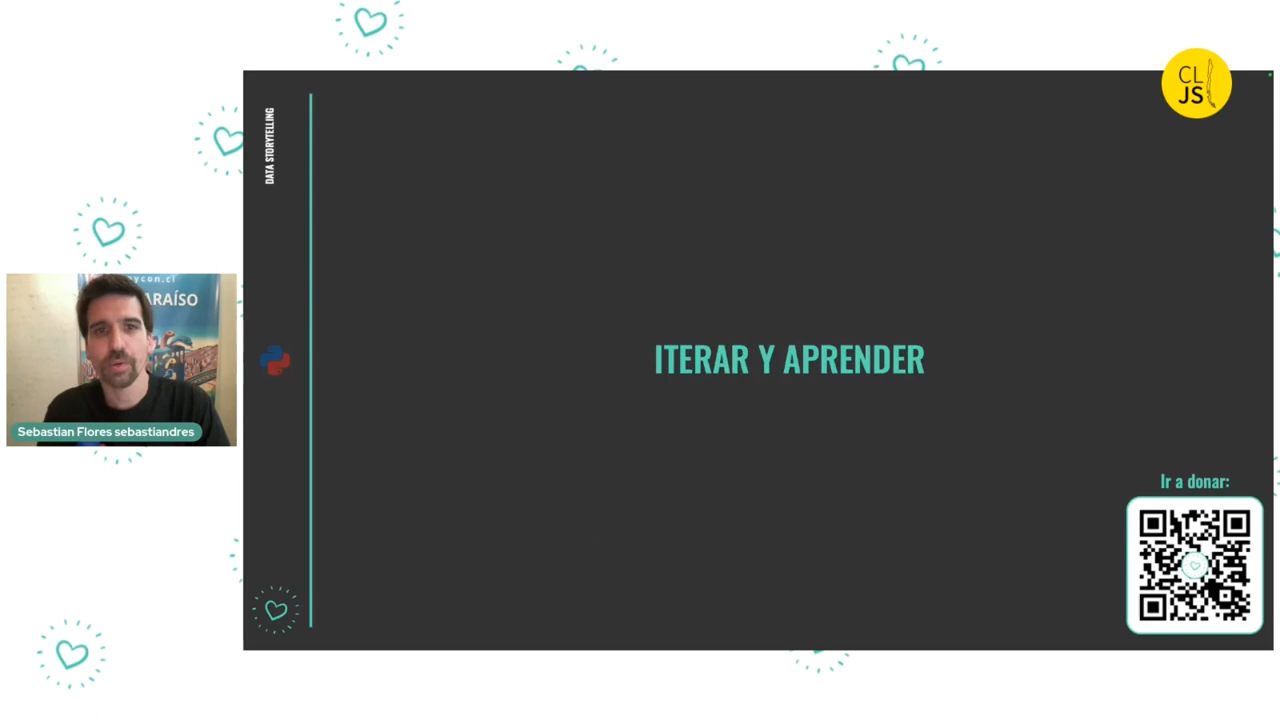 CL
JS
DATA STORYTELLING
ycon.cl
ARAÍSO
ITERAR Y APRENDER
Sebastian Flores sebastiandres
Ir a donar: